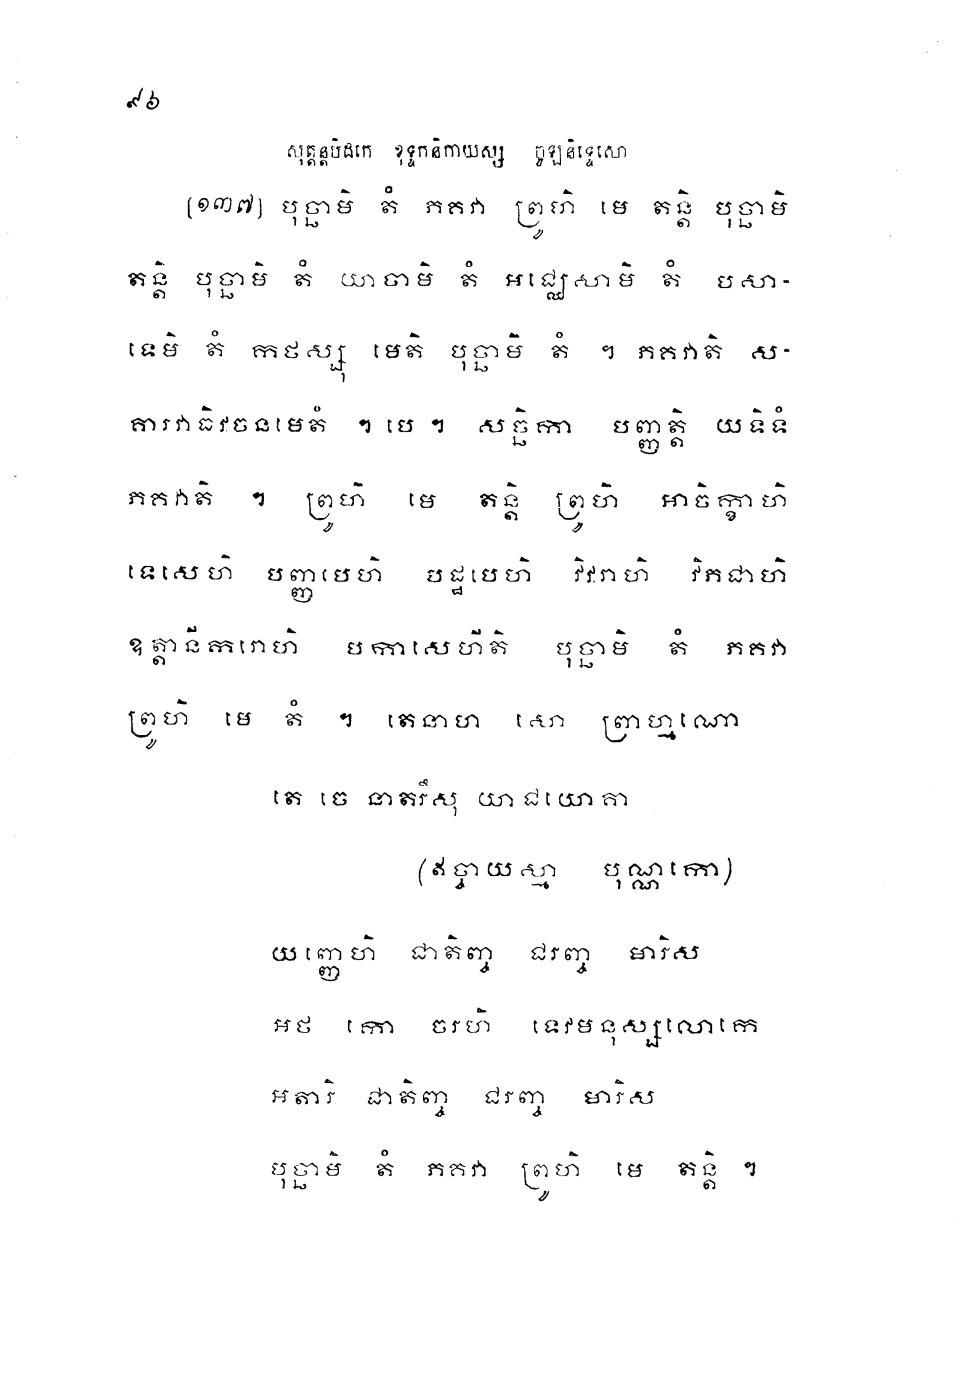 ៩៦
សុត្តន្តបិដកេ ខុទ្ទកនិកាយស្ស ចូឡនិទ្ទេសោ
(១៣៧) បុច្ឆាមិ តំ ភគវា ព្រូហិ មេ តន្តិ បុច្ឆាមិ
តន្តិ បុច្ឆាមិ តំ យាចាមិ តំ អជ្ឈេសាមិ តំ បសា-
ទេមិ តំ កថស្សុ មេតិ បុច្ឆាមិ តំ ។ ភគវាតិ ស-
គារវាធិវចនមេតំ ។ បេ ។ សច្ឆិកា បញ្ញត្តិ យទិទំ
ភគវាតិ ។ ព្រូហិ មេ តន្តិ ព្រូហិ អាចិក្ខាហិ
ទេសេហិ បញ្ញបេហិ បដ្ឋបេហិ វិវរាហិ វិភជាហិ
ឧត្តានីករោហិ បកាសេហីតិ បុច្ឆាមិ តំ ភគវា
ព្រូហិ មេ តំ ។ តេនាហ សោ ព្រាហ្មណោ
តេ ចេ នាតរឹសុ យាជយោគា
(ឥច្ចាយស្មា បុណ្ណកោ)
យញ្ញេហិ ជាតិញ្ច ជរញ្ច មារិស
អថ កោ ចរហិ ទេវមនុស្សលោកេ
អតារិ ជាតិញ្ច ជរញ្ច មារិស
បុច្ឆាមិ តំ ភគវា ព្រូហិ មេ តន្តិ ។